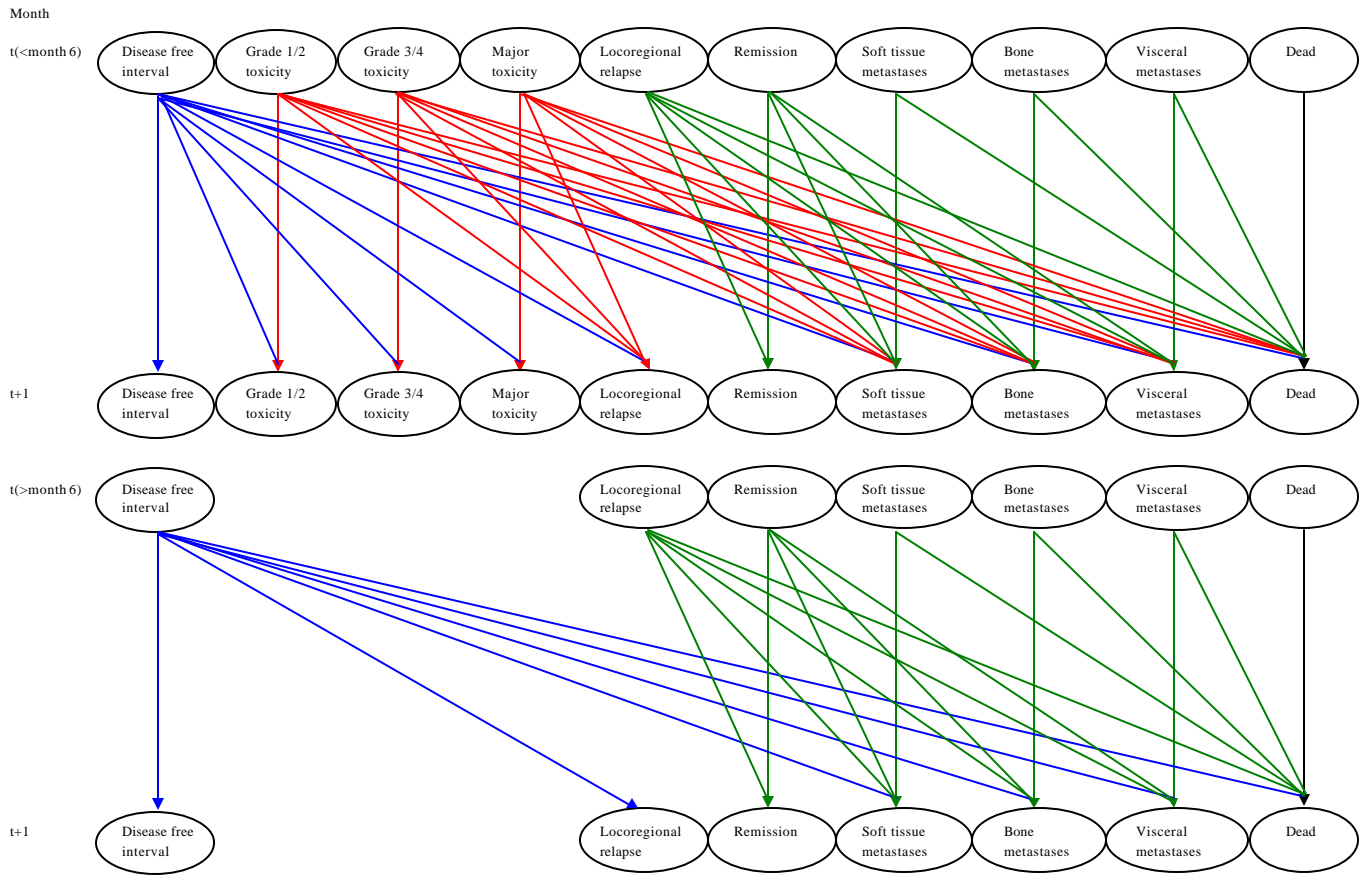 Month
t(<month 6)
Disease free
interval
Grade 1/2
toxicity
Grade 3/4
toxicity
Major
toxicity
Locoregional
relapse
Remission
Soft tissue
metastases
Bone
metastases
Visceral
metastases
Dead
t+1
Disease free
interval
Grade 1/2
toxicity
Grade 3/4
toxicity
Major
toxicity
Locoregional
relapse
Remission
Soft tissue
metastases
Bone
metastases
Visceral
metastases
Dead
t(>month 6)
Disease free
interval
Locoregional
relapse
Remission
Soft tissue
metastases
Bone
metastases
Visceral
metastases
Dead
t+1
Disease free
interval
Locoregional
relapse
Remission
Soft tissue
metastases
Bone
metastases
Visceral
metastases
Dead